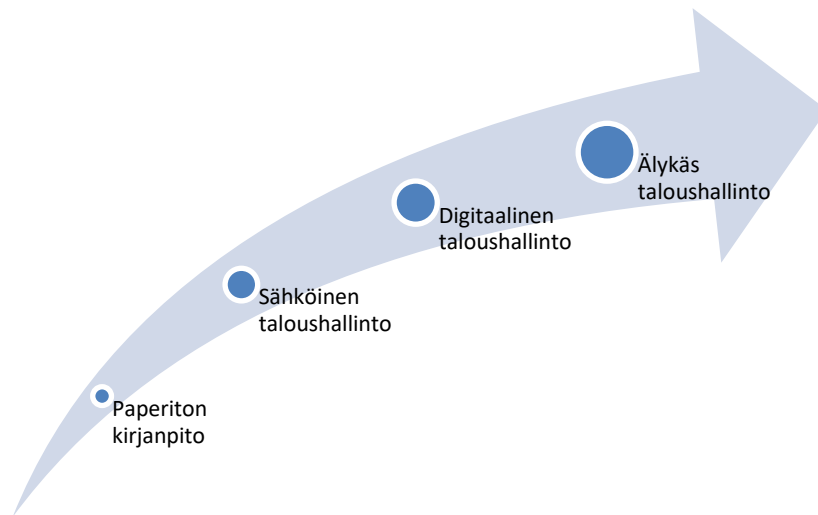 Älykäs
taloushallinto
Digitaalinen
taloushallinto
Sähköinen
taloushallinto
Paperiton
kirjanpito